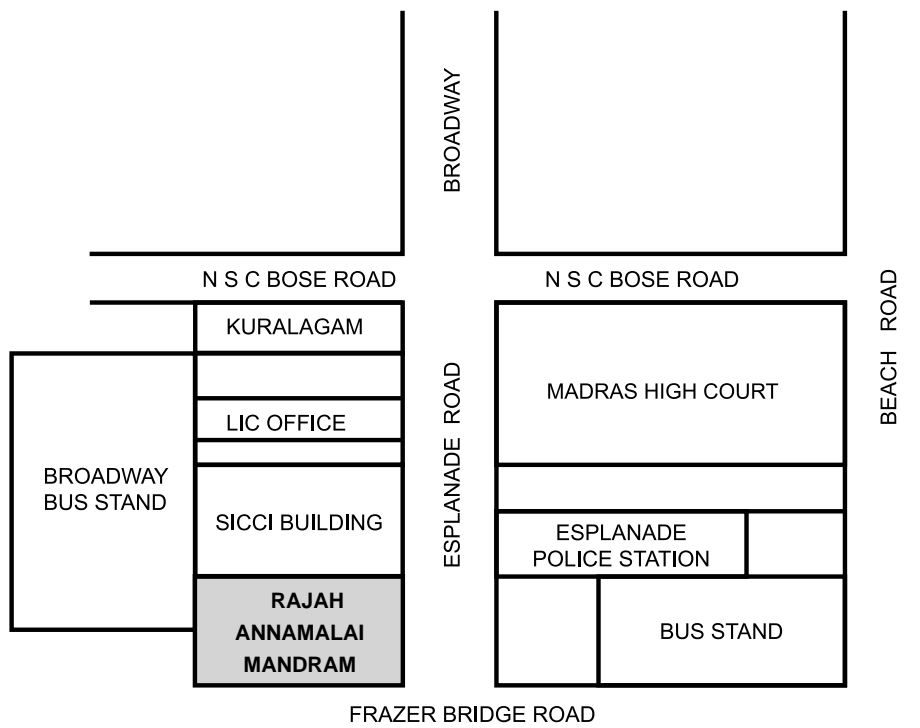 BROADWAY
N S C BOSE ROAD
N S C BOSE ROAD
KURALAGAM
LIC OFFICE
SICCI BUILDING
RAJAH
ANNAMALAI
MANDRAM
BROADWAY
BUS STAND
ESPLANADE ROAD
MADRAS HIGH COURT
ESPLANADE
POLICE STATION
BUS STAND
BEACH ROAD
FRAZER BRIDGE ROAD